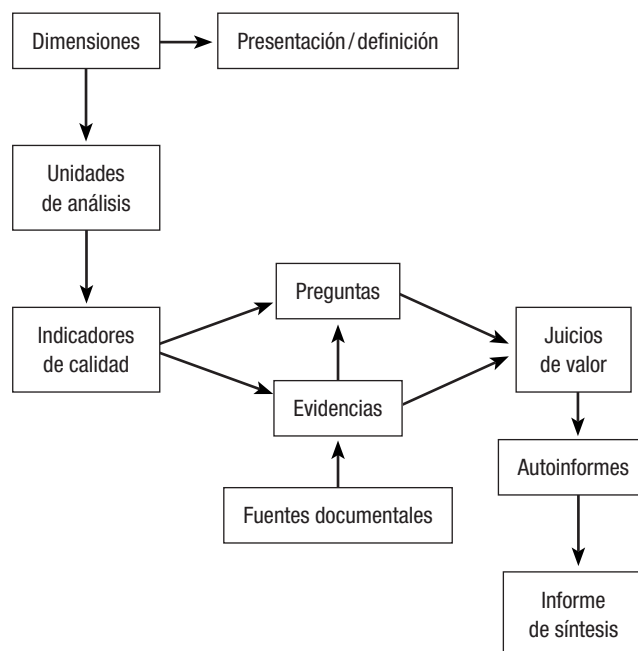 Dimensiones
Presentación / definición
Unidades
de análisis
Indicadores
de calidad
Preguntas
Evidencias
Fuentes documentales
Juicios
de valor
Autoinformes
Informe
de síntesis